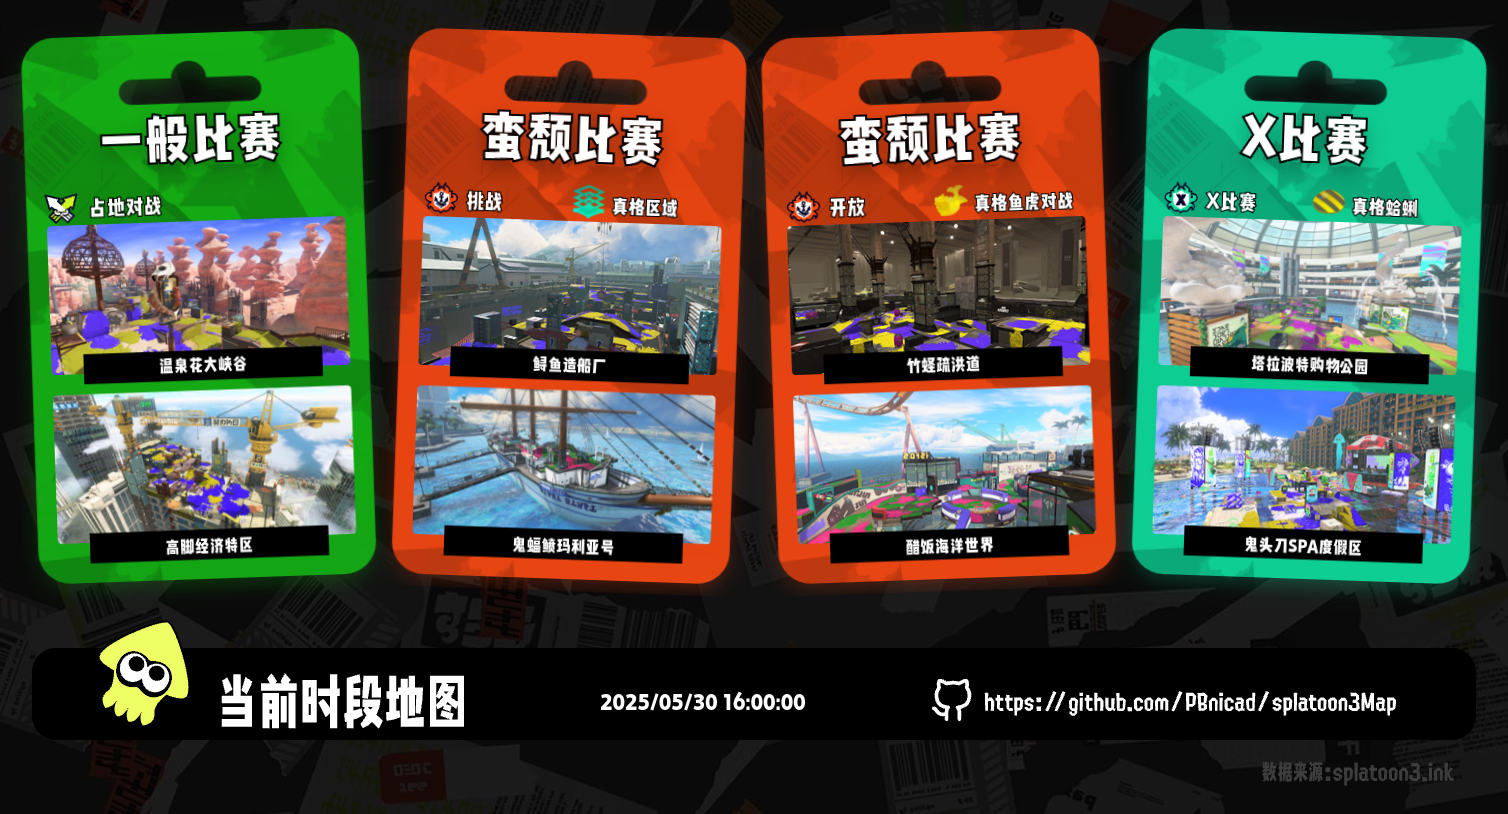 一般比赛
占地对战
温泉花大峡谷
高脚经济特区
蛮颓比赛
挑战
真格区域
鲟鱼造船厂
鬼蝠鲼玛利亚号
蛮颓比赛
开放
真格鱼虎对战
竹蛏疏洪道
醋饭海洋世界
X比赛
X比赛
真格蛤蜊
塔拉波特购物公园
鬼头刀SPA度假区
当前时段地图
2025/05/30 16:00:00
https://github.com/PBnicad/splatoon3Map
数据来源:splatoon3.ink